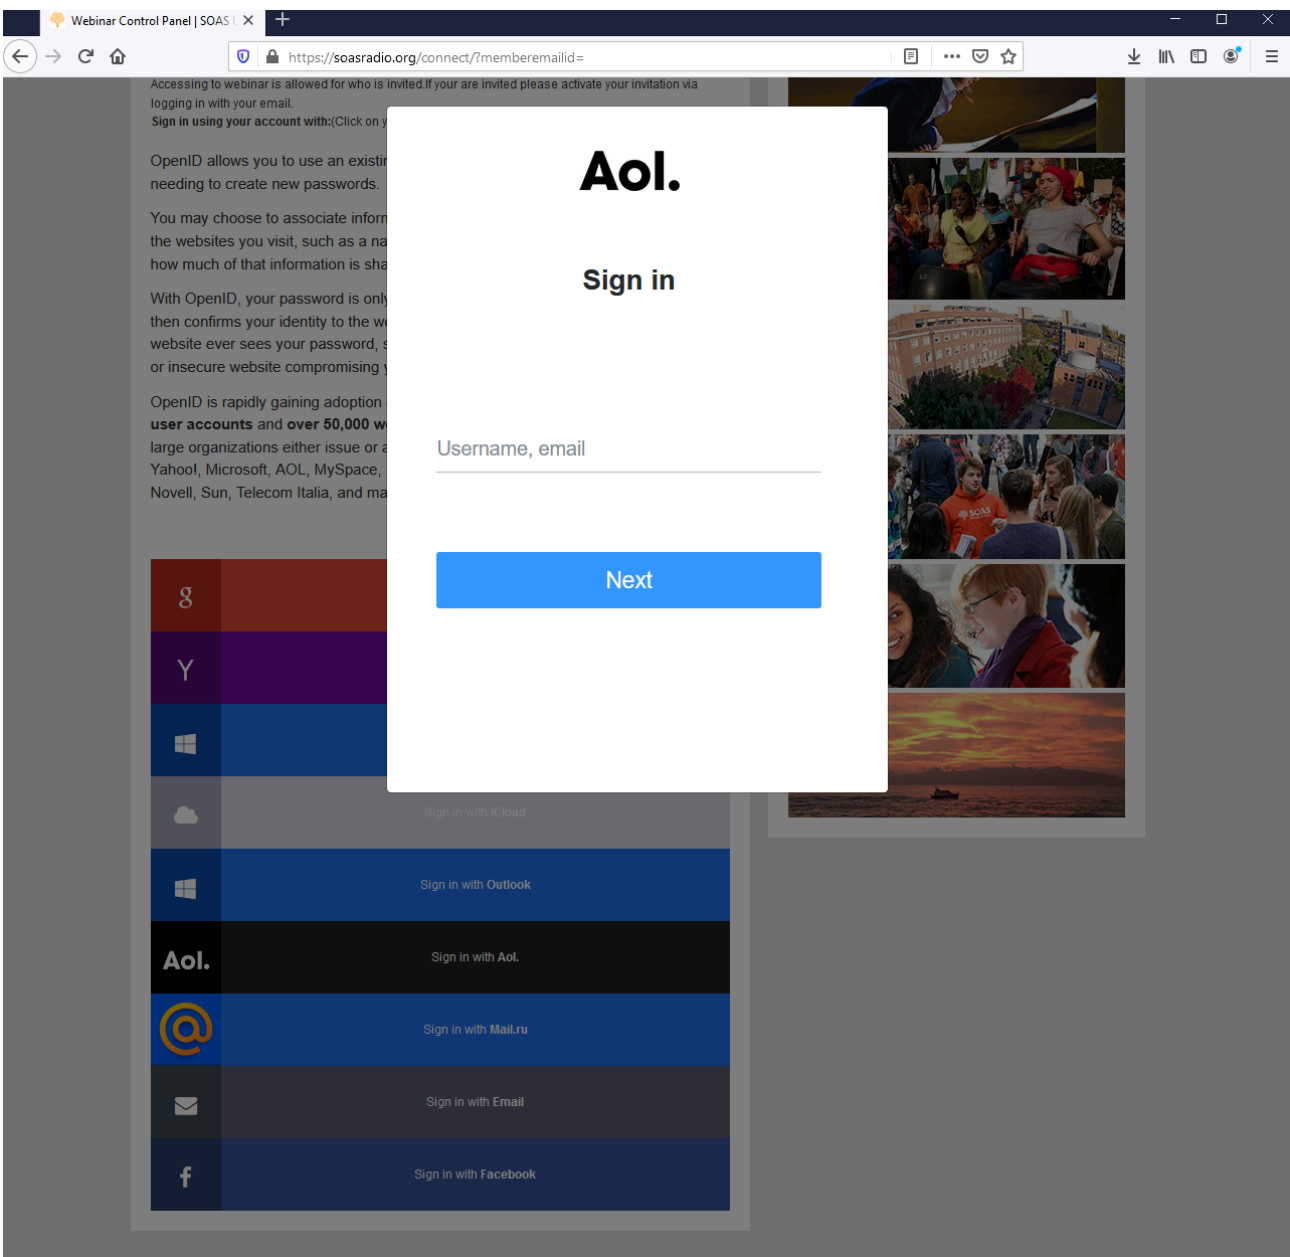 Webinar Control Panel | SOAS U
https://soasradio.org/connect/?memberemailid=
Accessing to webinar is allowed for who is invited.If your are invited please activate your invitation via
logging in with your email.
Sign in using your account with:(Click on y
OpenID allows you to use an existin
needing to create new passwords.
You may choose to associate inform
the websites you visit, such as a na
how much of that information is sha
With OpenID, your password is only
then confirms your identity to the we
website ever sees your password, s
or insecure website compromising y
OpenID is rapidly gaining adoption
user accounts and over 50,000 we
large organizations either issue or a
Yahoo!, Microsoft, AOL, MySpace,
Novell, Sun, Telecom Italia, and ma
Aol.
Sign in
Username, email
Next
SOAS
g
Y
Sign in with iCloud
Sign in with Outlook
Aol.
Sign in with Aol.
@
Sign in with Mail.ru
Sign in with Email
f
Sign in with Facebook